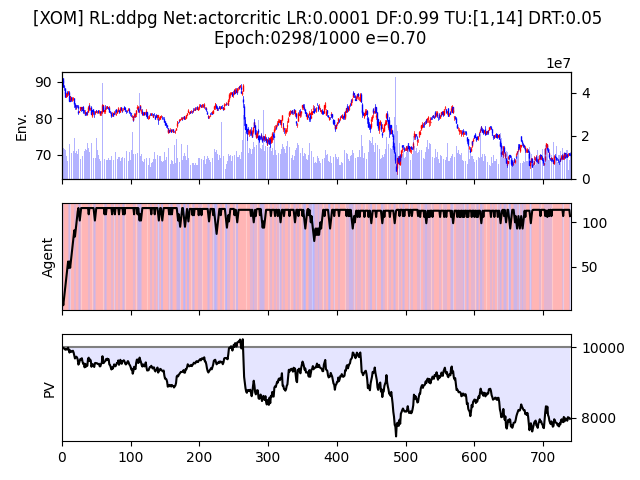 [XOM] RL:ddpg Net:actorcritic LR:0.0001 DF:0.99 TU:[1,14] DRT:0.05
Epoch:0298/1000 e=0.70
1e7
90
80
70
Env.
4
2
0
Agent
100
50
PV
10000
8000
0 100 200 300 400 500 600 700